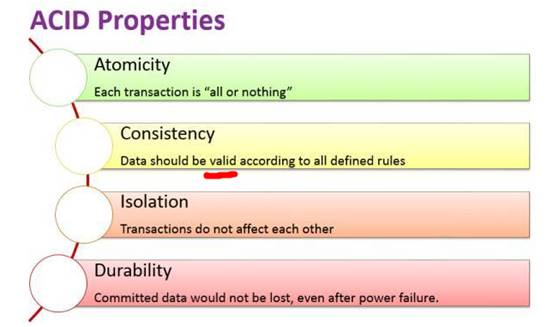 ACID Properties
Atomicity
Each transaction is “all or nothing”
Consistency
Data should be valid according to all defined rules
Isolation
Transactions do not affect each other
Durability
Committed data would not be lost, even after power failure.